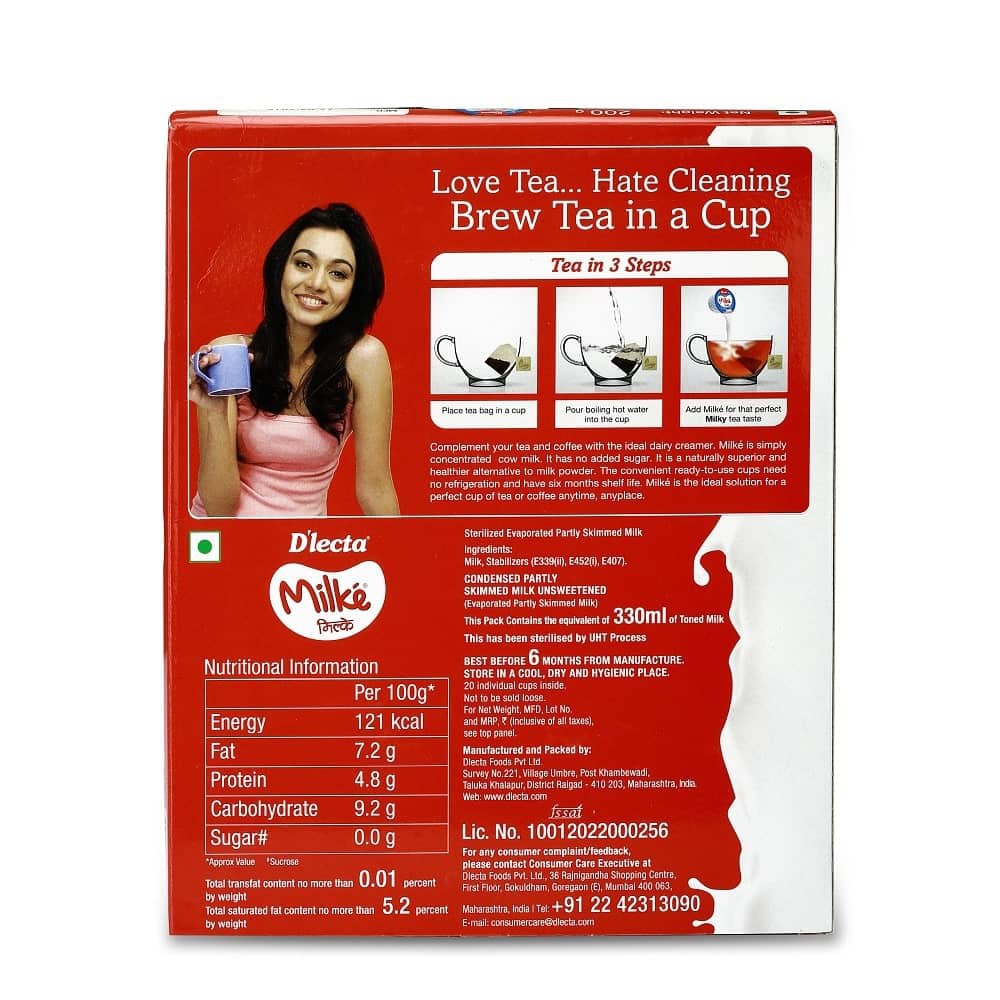 Net Weight: 200 g
Love Tea... Hate Cleaning
Brew Tea in a Cup
Tea in 3 Steps
Place tea bag in a cup
Pour boiling hot water
into the cup
Add Milké for that perfect
Milky tea taste
Complement your tea and coffee with the ideal dairy creamer. Milké is simply
concentrated cow milk. It has no added sugar. It is a naturally superior and
healthier alternative to milk powder. The convenient ready-to-use cups need
no refrigeration and have six months shelf life. Milké is the ideal solution for a
perfect cup of tea or coffee anytime, anyplace.
D'lecta®
Milké®
मिल्के
Nutritional Information
Per 100g*
Energy 121 kcal
Fat 7.2 g
Protein 4.8 g
Carbohydrate 9.2 g
Sugar# 0.0 g
*Approx Value #Sucrose
Total transfat content no more than 0.01 percent
by weight
Total saturated fat content no more than 5.2 percent
by weight
Sterilized Evaporated Partly Skimmed Milk
Ingredients:
Milk, Stabilizers (E339(ii), E452(i), E407).
CONDENSED PARTLY
SKIMMED MILK UNSWEETENED
(Evaporated Partly Skimmed Milk)
This Pack Contains the equivalent of 330ml of Toned Milk
This has been sterilised by UHT Process
BEST BEFORE 6 MONTHS FROM MANUFACTURE.
STORE IN A COOL, DRY AND HYGIENIC PLACE.
20 individual cups inside.
Not to be sold loose.
For Net Weight, MFD, Lot No.
and MRP, ₹ (inclusive of all taxes),
see top panel.
Manufactured and Packed by:
Dlecta Foods Pvt Ltd.
Survey No.221, Village Umbre, Post Khambewadi,
Taluka Khalapur, District Raigad - 410 203, Maharashtra, India.
Web: www.dlecta.com
fssai
Lic. No. 10012022000256
For any consumer complaint/feedback,
please contact Consumer Care Executive at
Dlecta Foods Pvt. Ltd., 36 Rajnigandha Shopping Centre,
First Floor, Gokuldham, Goregaon (E), Mumbai 400 063,
Maharashtra, India | Tel: +91 22 42313090
E-mail: consumercare@dlecta.com